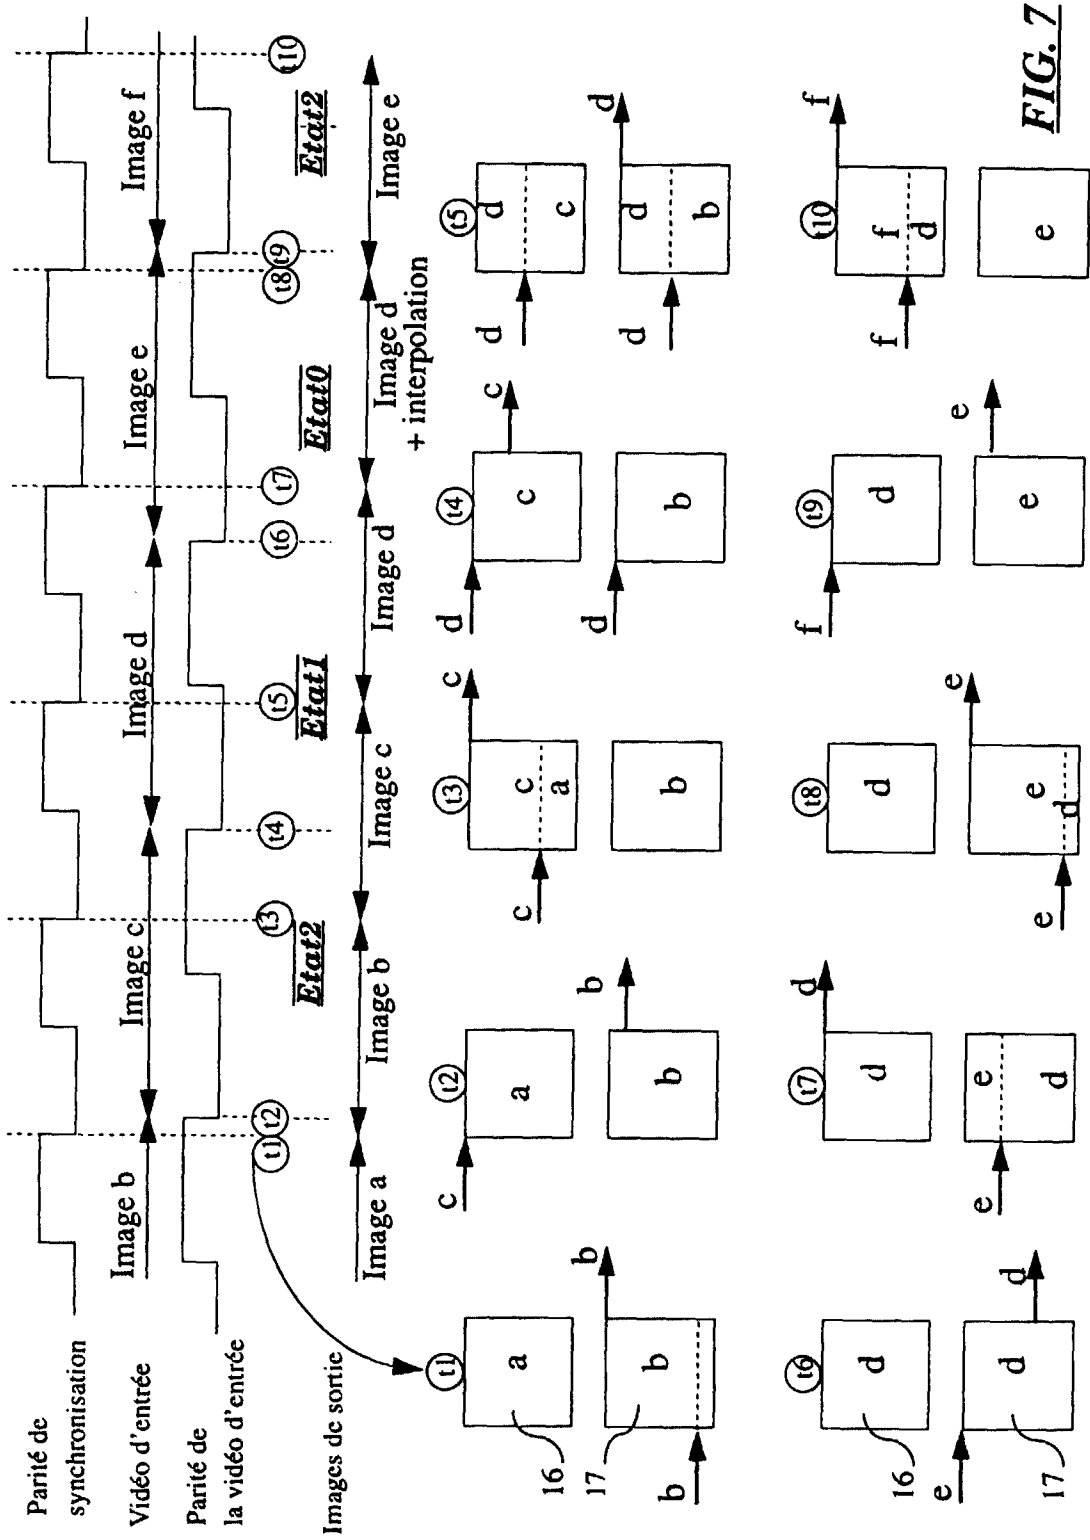 Parité de
synchronisation
Vidéo d'entrée
Image b
Image c
Image d
Image e
Image f
Parité de
la vidéo d'entrée
t1
t2
t3
t4
t5
t6
t7
t8
t9
t10
Etat2
Etat1
Etat0
Etat2
Images de sortie
Image a
Image b
Image c
Image d
Image d
+ interpolation
Image e
t1
a
16
b
b
17
b
t2
c
a
b
b
t3
c
c
a
c
b
t4
d
c
c
d
b
t5
d
d
c
d
d
b
d
t6
d
16
e
d
d
17
t7
d
d
e
e
d
t8
d
e
e
d
e
t9
f
d
e
e
t10
f
f
d
f
e
FIG. 7